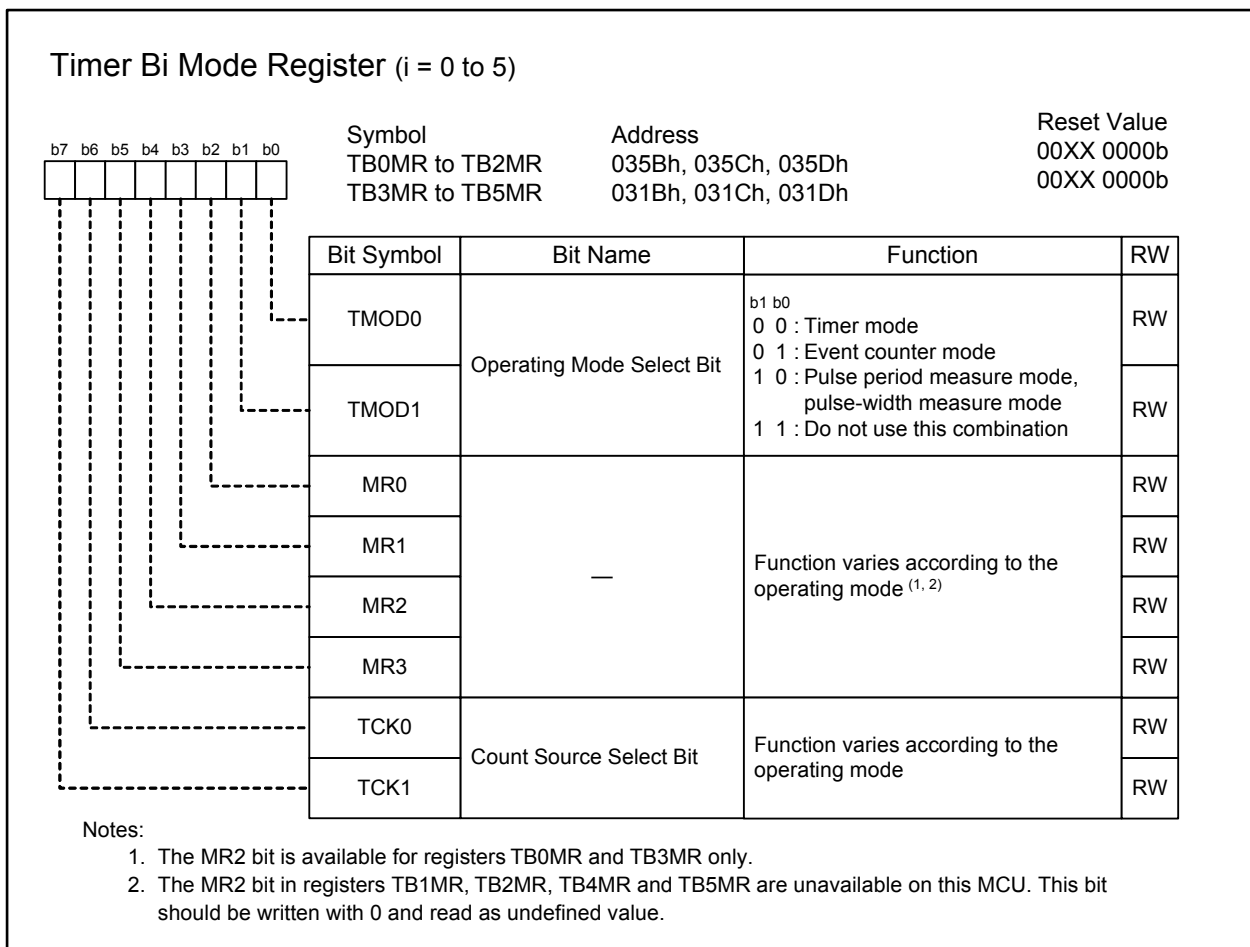 Timer Bi Mode Register (i = 0 to 5)
Symbol Address Reset Value
TB0MR to TB2MR 035Bh, 035Ch, 035Dh 00XX 0000b
TB3MR to TB5MR 031Bh, 031Ch, 031Dh 00XX 0000b
b7 b6 b5 b4 b3 b2 b1 b0
Bit Symbol Bit Name Function RW
TMOD0 RW
TMOD1 RW
Operating Mode Select Bit
b1 b0
0 0 : Timer mode
0 1 : Event counter mode
1 0 : Pulse period measure mode,
pulse-width measure mode
1 1 : Do not use this combination
MR0 RW
MR1 RW
MR2 RW
MR3 RW
—
Function varies according to the
operating mode (1, 2)
TCK0 RW
TCK1 RW
Count Source Select Bit
Function varies according to the
operating mode
Notes:
1. The MR2 bit is available for registers TB0MR and TB3MR only.
2. The MR2 bit in registers TB1MR, TB2MR, TB4MR and TB5MR are unavailable on this MCU. This bit
should be written with 0 and read as undefined value.